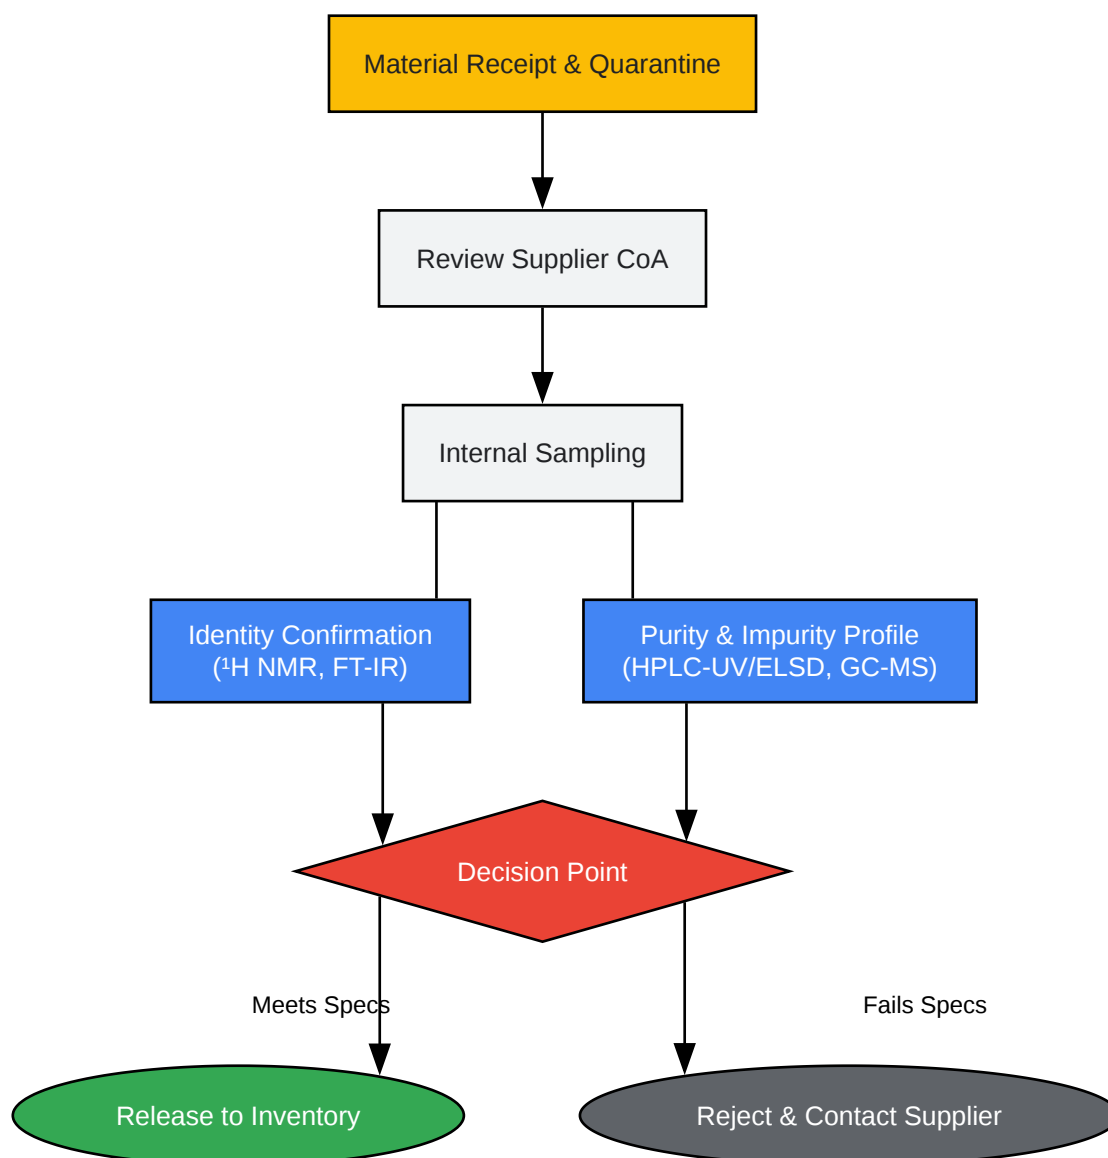 Material Receipt & Quarantine
Review Supplier CoA
Internal Sampling
Identity Confirmation
(¹H NMR, FT-IR)
Purity & Impurity Profile
(HPLC-UV/ELSD, GC-MS)
Decision Point
Meets Specs
Fails Specs
Release to Inventory
Reject & Contact Supplier